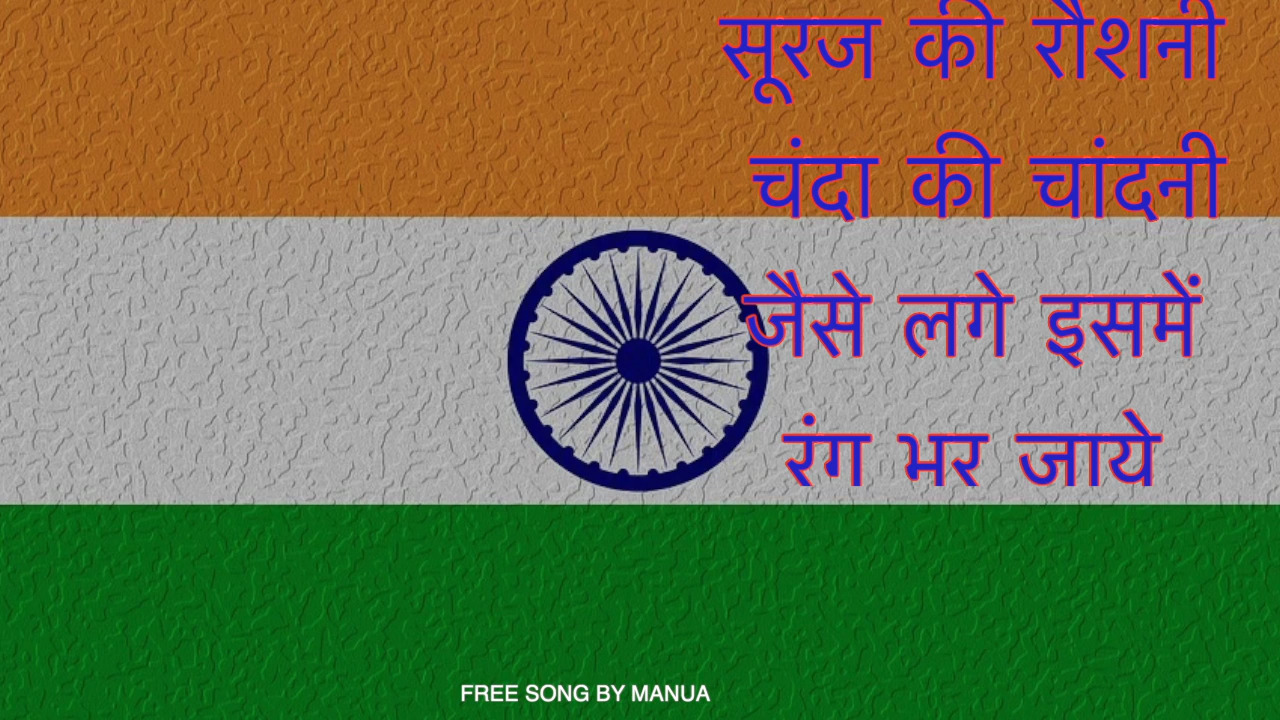 सूरज की रौशनी
चंदा की चांदनी
जैसे लगे इसमें
रंग भर जाये
FREE SONG BY MANUA